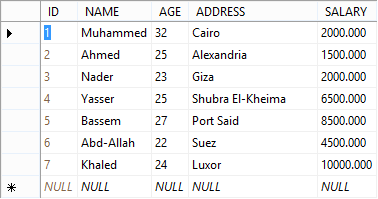 ID NAME AGE ADDRESS SALARY
1 Muhammed 32 Cairo 2000.000
2 Ahmed 25 Alexandria 1500.000
3 Nader 23 Giza 2000.000
4 Yasser 25 Shubra El-Kheima 6500.000
5 Bassem 27 Port Said 8500.000
6 Abd-Allah 22 Suez 4500.000
7 Khaled 24 Luxor 10000.000
NULL NULL NULL NULL NULL